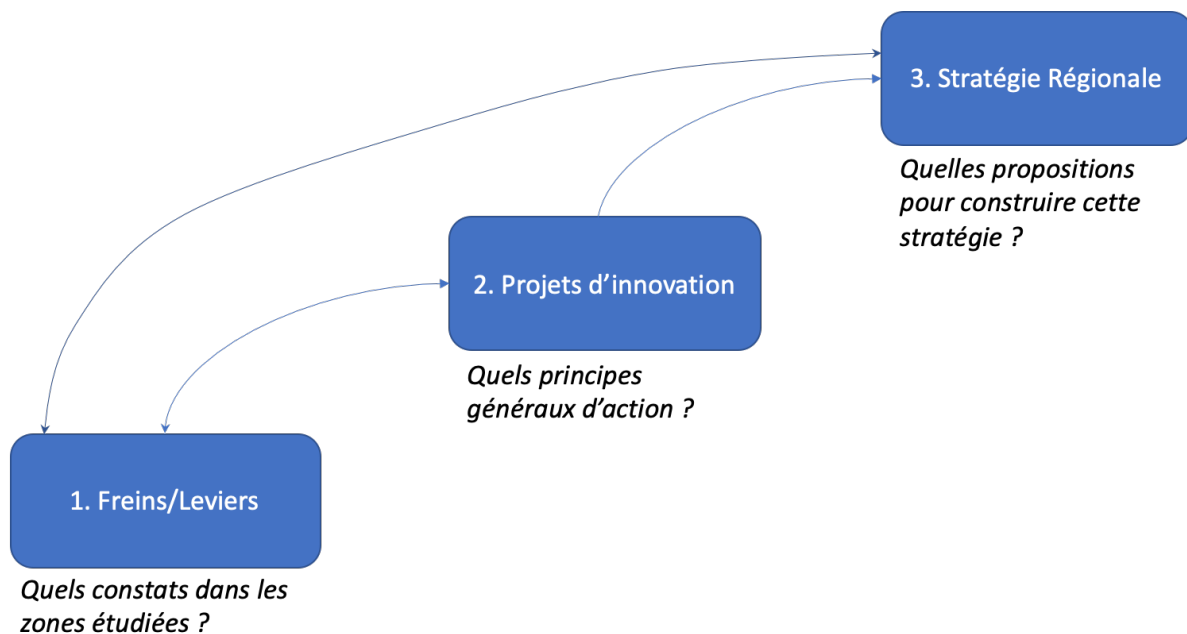 3. Stratégie Régionale
Quelles propositions
pour construire cette
stratégie ?
2. Projets d’innovation
Quels principes
généraux d’action ?
1. Freins/Leviers
Quels constats dans les
zones étudiées ?